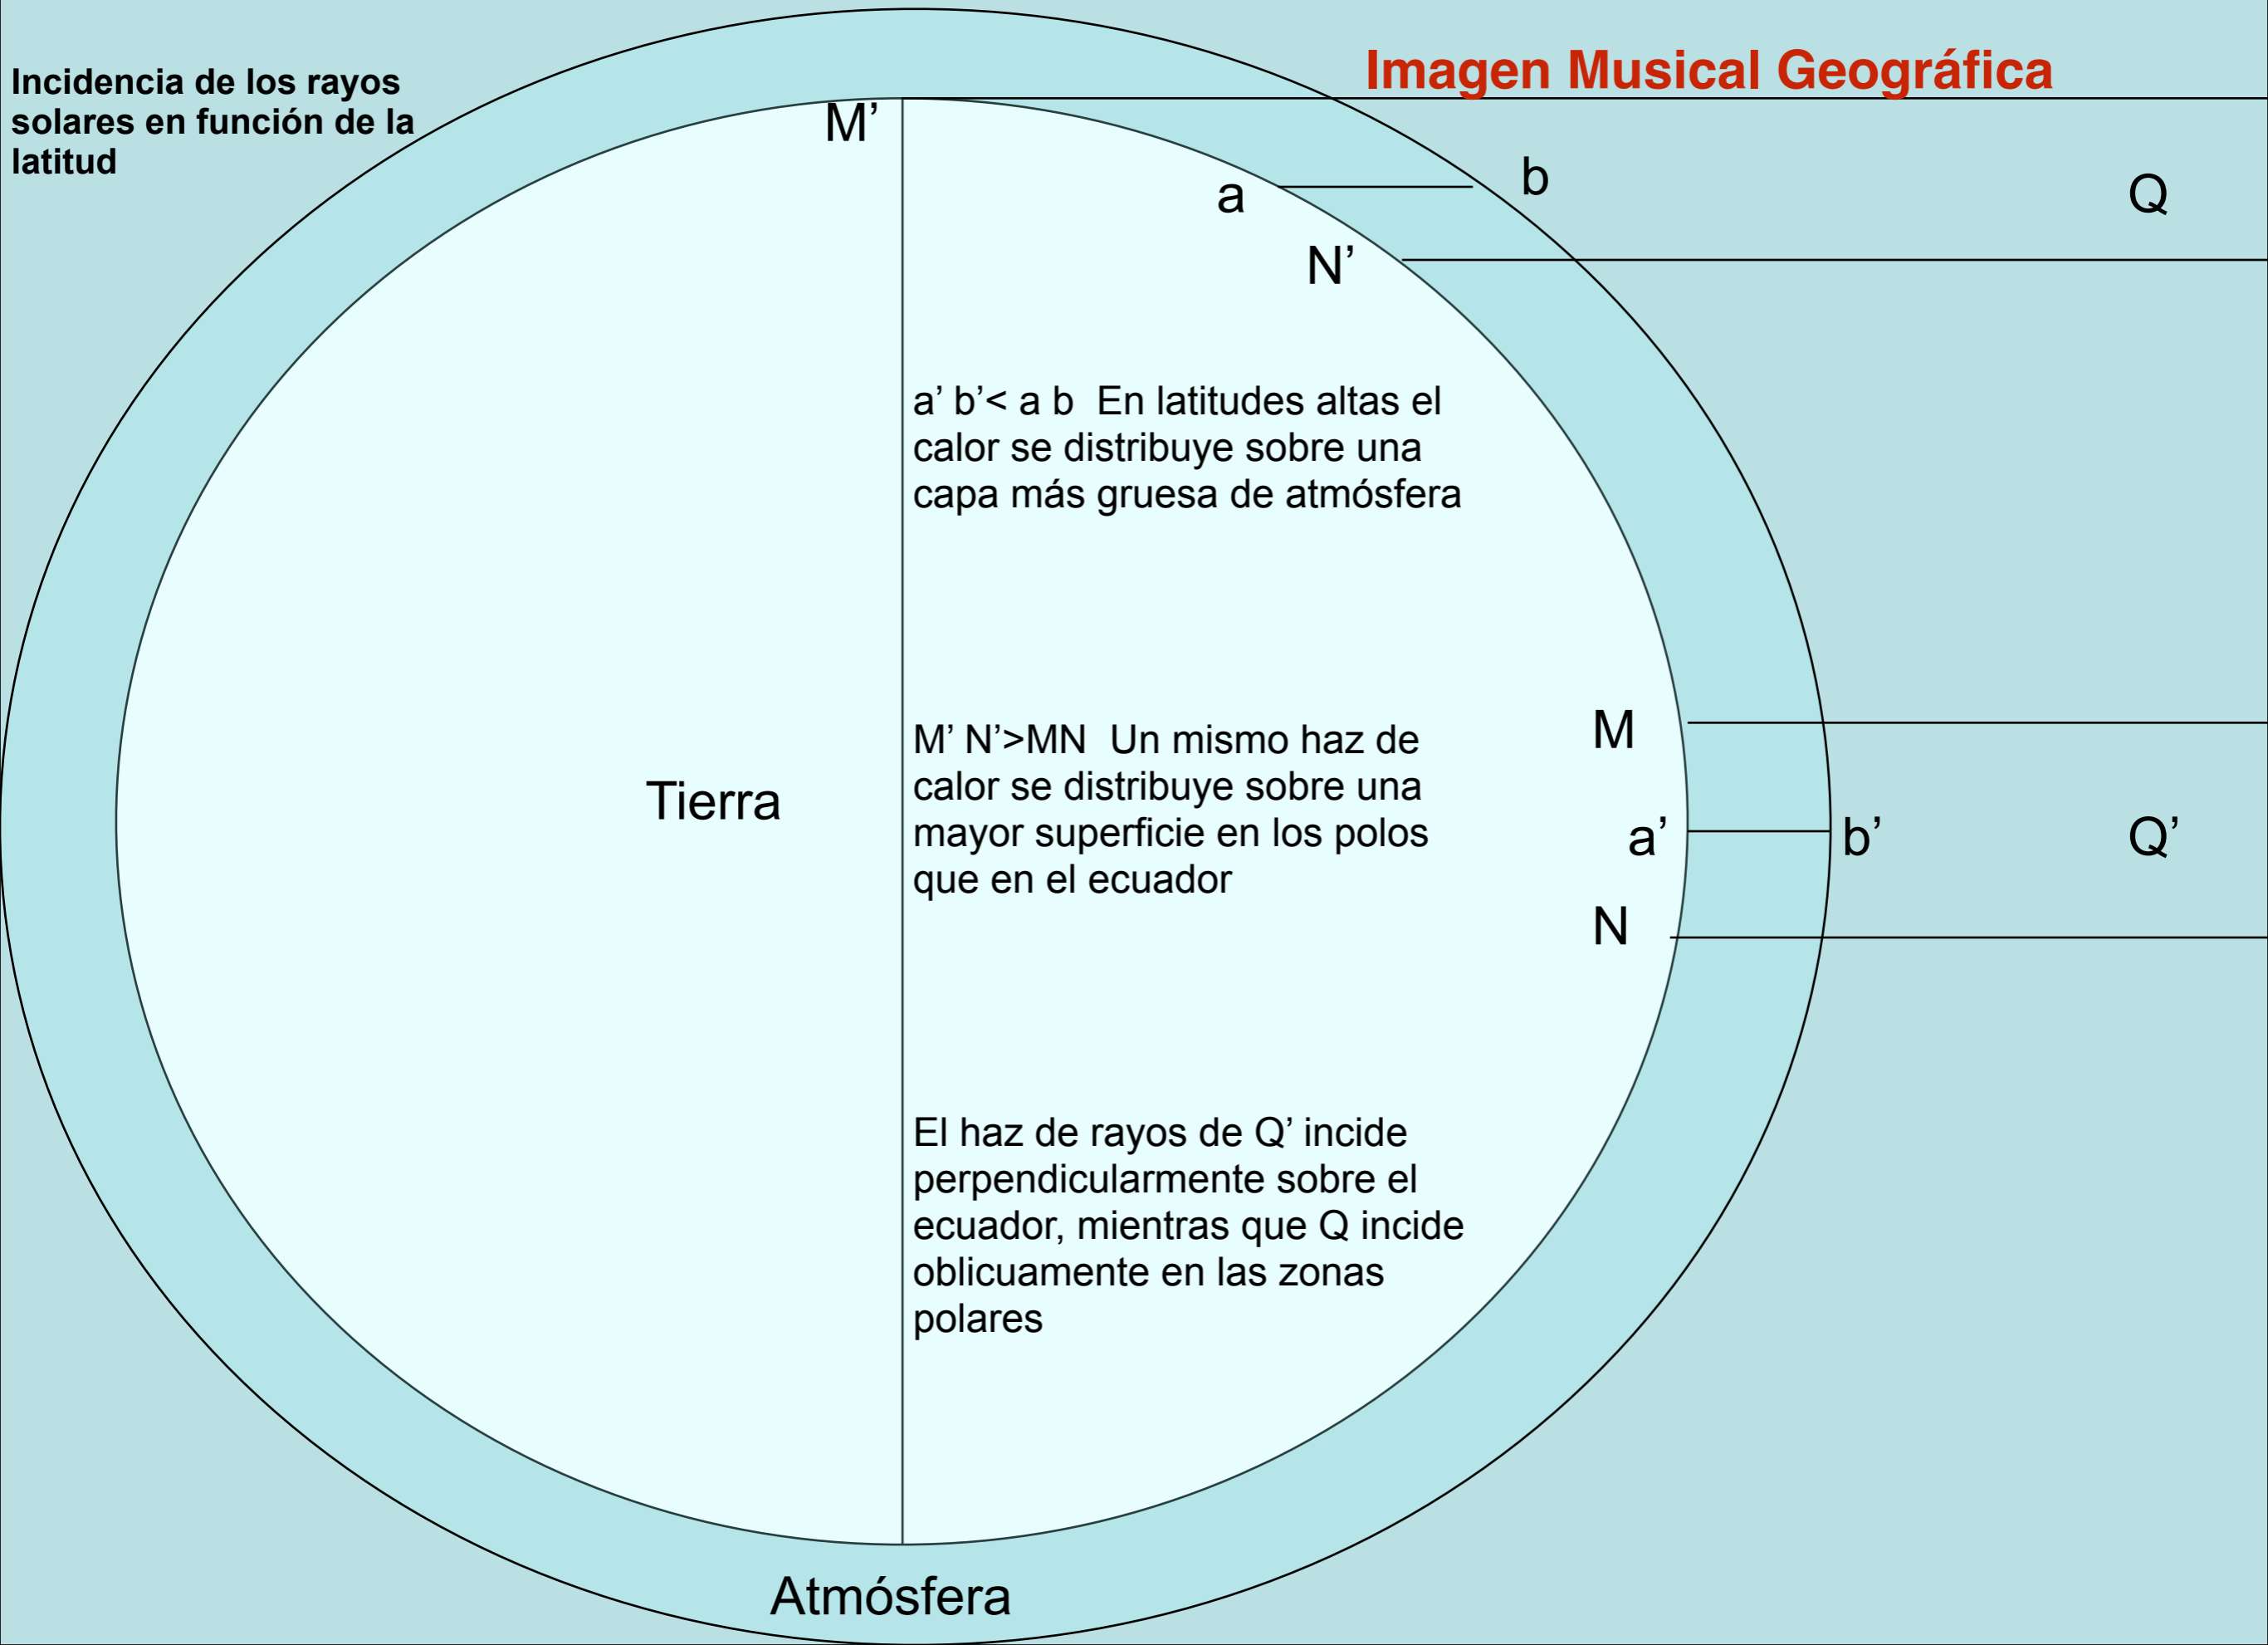 Incidencia de los rayos
solares en función de la
latitud
Imagen Musical Geográfica
M’
a
b
Q
N’
a’ b’< a b  En latitudes altas el
calor se distribuye sobre una
capa más gruesa de atmósfera
M
M’ N’>MN  Un mismo haz de
calor se distribuye sobre una
mayor superficie en los polos
que en el ecuador
Tierra
a’
b’
Q’
N
El haz de rayos de Q’ incide
perpendicularmente sobre el
ecuador, mientras que Q incide
oblicuamente en las zonas
polares
Atmósfera